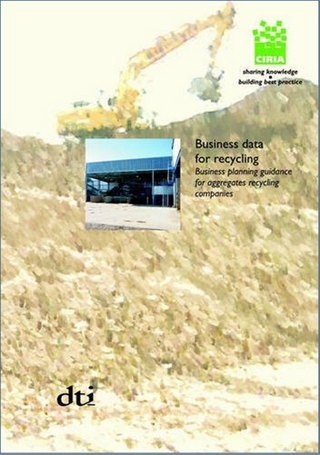 CIRIA
sharing knowledge
building best practice
Business data
for recycling
Business planning guidance
for aggregates recycling
companies
dti